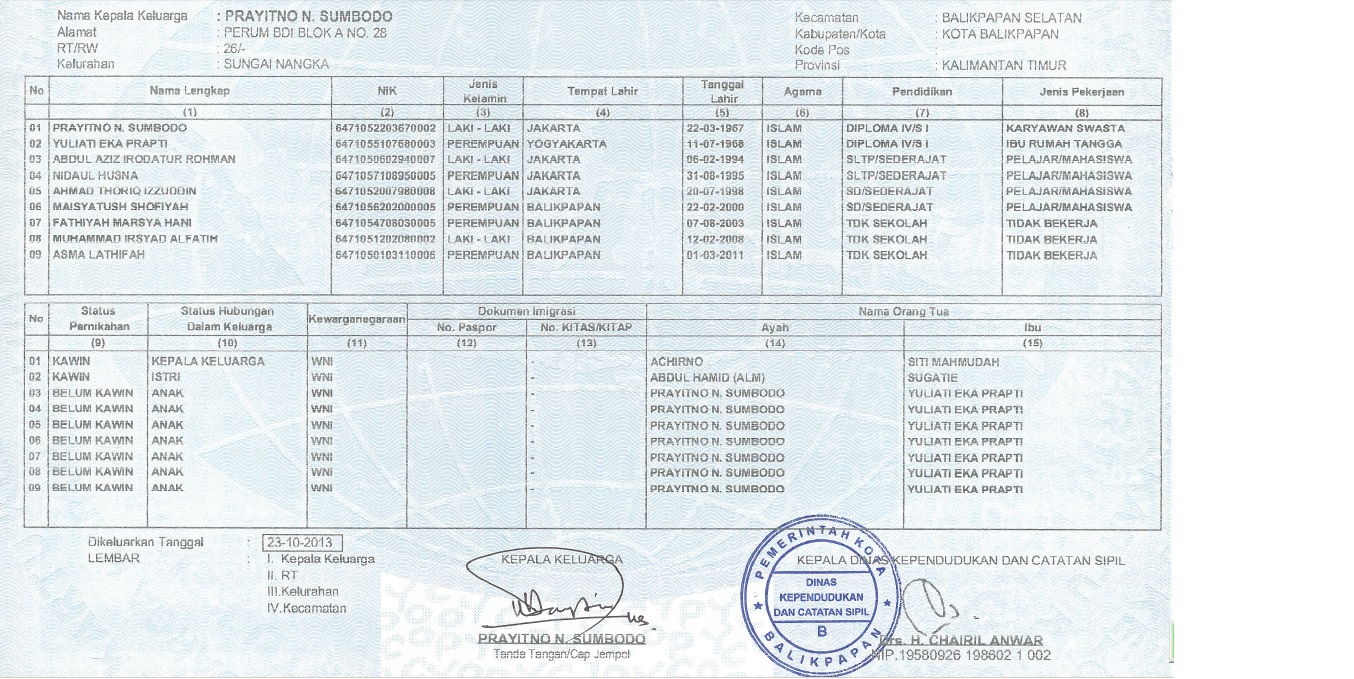 Nama Kepala Keluarga : PRAYITNO N. SUMBODO Kecamatan : BALIKPAPAN SELATAN
Alamat : PERUM BDI BLOK A NO. 28 Kabupaten/Kota : KOTA BALIKPAPAN
RT/RW : 26/- Kode Pos :
Kelurahan : SUNGAI NANGKA Provinsi : KALIMANTAN TIMUR
No Nama Lengkap NIK Jenis Kelamin Tempat Lahir Tanggal Lahir Agama Pendidikan Jenis Pekerjaan
(1) (2) (3) (4) (5) (6) (7) (8)
01 PRAYITNO N. SUMBODO 6471052203670002 LAKI - LAKI JAKARTA 22-03-1967 ISLAM DIPLOMA IV/S I KARYAWAN SWASTA
02 YULIATI EKA PRAPTI 6471055107680003 PEREMPUAN YOGYAKARTA 11-07-1968 ISLAM DIPLOMA IV/S I IBU RUMAH TANGGA
03 ABDUL AZIZ IRODATUR ROHMAN 6471050602940007 LAKI - LAKI JAKARTA 06-02-1994 ISLAM SLTP/SEDERAJAT PELAJAR/MAHASISWA
04 NIDAUL HUSNA 6471057108950005 PEREMPUAN JAKARTA 31-08-1995 ISLAM SLTP/SEDERAJAT PELAJAR/MAHASISWA
05 AHMAD THORIQ IZZUDDIN 6471052007980008 LAKI - LAKI JAKARTA 20-07-1998 ISLAM SD/SEDERAJAT PELAJAR/MAHASISWA
06 MAISYATUSH SHOFIYAH 6471056202000005 PEREMPUAN BALIKPAPAN 22-02-2000 ISLAM SD/SEDERAJAT PELAJAR/MAHASISWA
07 FATHIYAH MARSYA HANI 6471054708030005 PEREMPUAN BALIKPAPAN 07-08-2003 ISLAM TDK SEKOLAH TIDAK BEKERJA
08 MUHAMMAD IRSYAD ALFATIH 6471051202080002 LAKI - LAKI BALIKPAPAN 12-02-2008 ISLAM TDK SEKOLAH TIDAK BEKERJA
09 ASMA LATHIFAH 6471050103110006 PEREMPUAN BALIKPAPAN 01-03-2011 ISLAM TDK SEKOLAH TIDAK BEKERJA
No Status Pernikahan Status Hubungan Dalam Keluarga Kewarganegaraan Dokumen Imigrasi Nama Orang Tua
No. Paspor No. KITAS/KITAP Ayah Ibu
(9) (10) (11) (12) (13) (14) (15)
01 KAWIN KEPALA KELUARGA WNI - ACHIRNO SITI MAHMUDAH
02 KAWIN ISTRI WNI - ABDUL HAMID (ALM) SUGATIE
03 BELUM KAWIN ANAK WNI - PRAYITNO N. SUMBODO YULIATI EKA PRAPTI
04 BELUM KAWIN ANAK WNI - PRAYITNO N. SUMBODO YULIATI EKA PRAPTI
05 BELUM KAWIN ANAK WNI - PRAYITNO N. SUMBODO YULIATI EKA PRAPTI
06 BELUM KAWIN ANAK WNI - PRAYITNO N. SUMBODO YULIATI EKA PRAPTI
07 BELUM KAWIN ANAK WNI - PRAYITNO N. SUMBODO YULIATI EKA PRAPTI
08 BELUM KAWIN ANAK WNI - PRAYITNO N. SUMBODO YULIATI EKA PRAPTI
09 BELUM KAWIN ANAK WNI - PRAYITNO N. SUMBODO YULIATI EKA PRAPTI
Dikeluarkan Tanggal : 23-10-2013
LEMBAR : I. Kepala Keluarga
II. RT
III.Kelurahan
IV.Kecamatan
KEPALA KELUARGA
PRAYITNO N. SUMBODO
Tanda Tangan/Cap Jempol
KEPALA DINAS KEPENDUDUKAN DAN CATATAN SIPIL
PEMERINTAH KOTA
DINAS
KEPENDUDUKAN
DAN CATATAN SIPIL
B
BALIKPAPAN
Drs. H. CHAIRIL ANWAR
NIP.19580926 198602 1 002